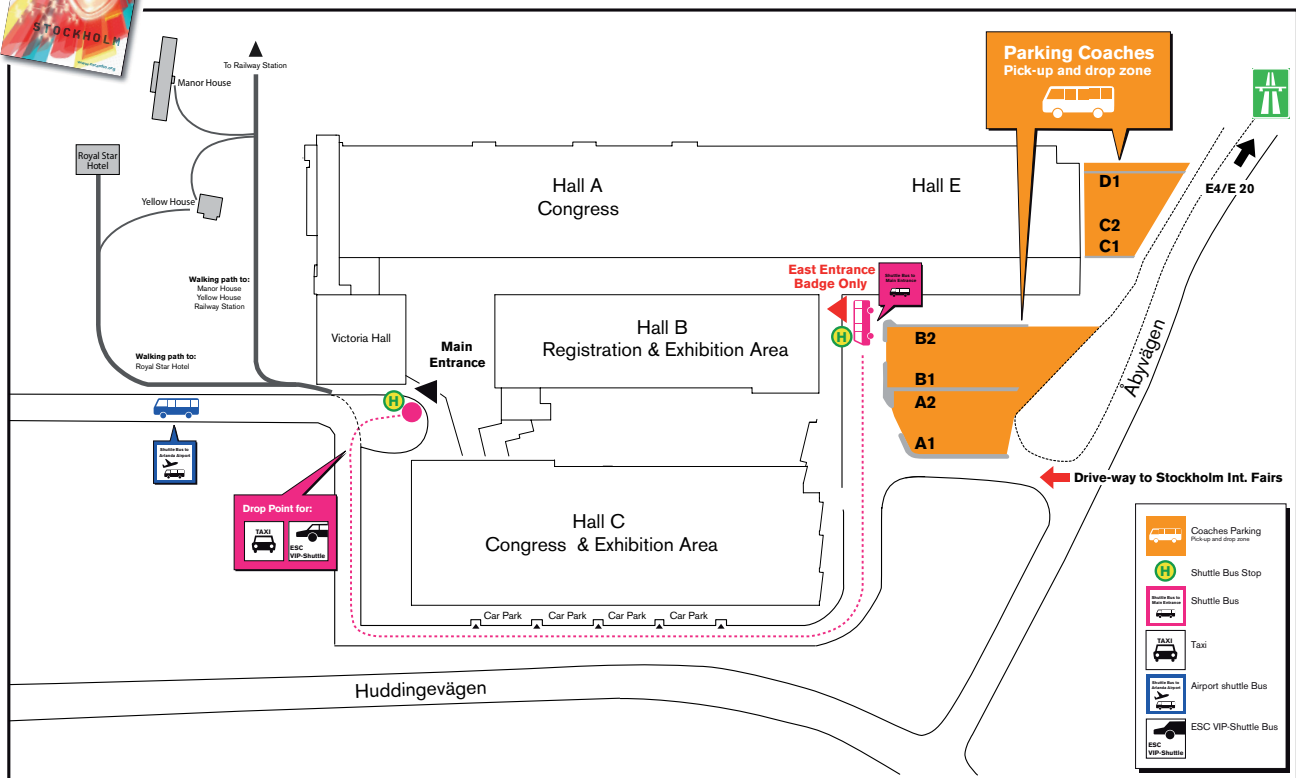 STOCKHOLM
To Railway Station
Manor House
Royal Star
Hotel
Yellow House
Walking path to:
Manor House
Yellow House
Railway Station
Walking path to:
Royal Star Hotel
Victoria Hall
Main
Entrance
Hall A
Congress
Hall E
Hall B
Registration & Exhibition Area
Hall C
Congress & Exhibition Area
East Entrance
Badge Only
Shuttle Bus to
Main Entrance
H
H
Parking Coaches
Pick-up and drop zone
D1
C2
C1
B2
B1
A2
A1
E4/E 20
Åbyvägen
Drive-way to Stockholm Int. Fairs
Shuttle Bus to
Arlanda Airport
Drop Point for:
TAXI
ESC
VIP-Shuttle
Car Park
Car Park
Car Park
Car Park
Huddingevägen
Coaches Parking
Pick-up and drop zone
H
Shuttle Bus Stop
Shuttle Bus to
Main Entrance
Shuttle Bus
TAXI
Taxi
Shuttle Bus to
Arlanda Airport
Airport shuttle Bus
ESC
VIP-Shuttle
ESC VIP-Shuttle Bus